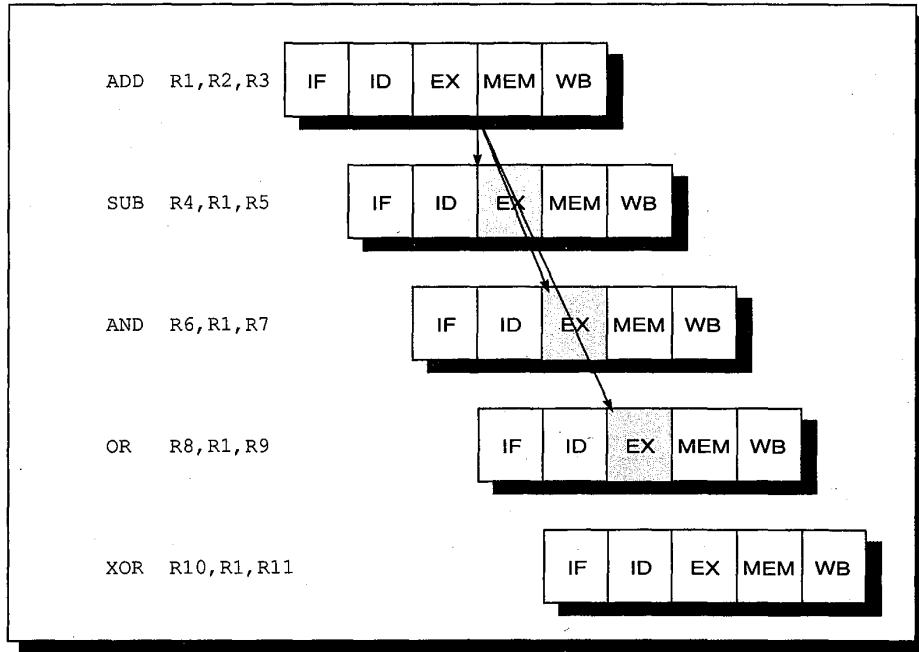 ADD R1,R2,R3 IF ID EX MEM WB
SUB R4,R1,R5 IF ID EX MEM WB
AND R6,R1,R7 IF ID EX MEM WB
OR R8,R1,R9 IF ID EX MEM WB
XOR R10,R1,R11 IF ID EX MEM WB